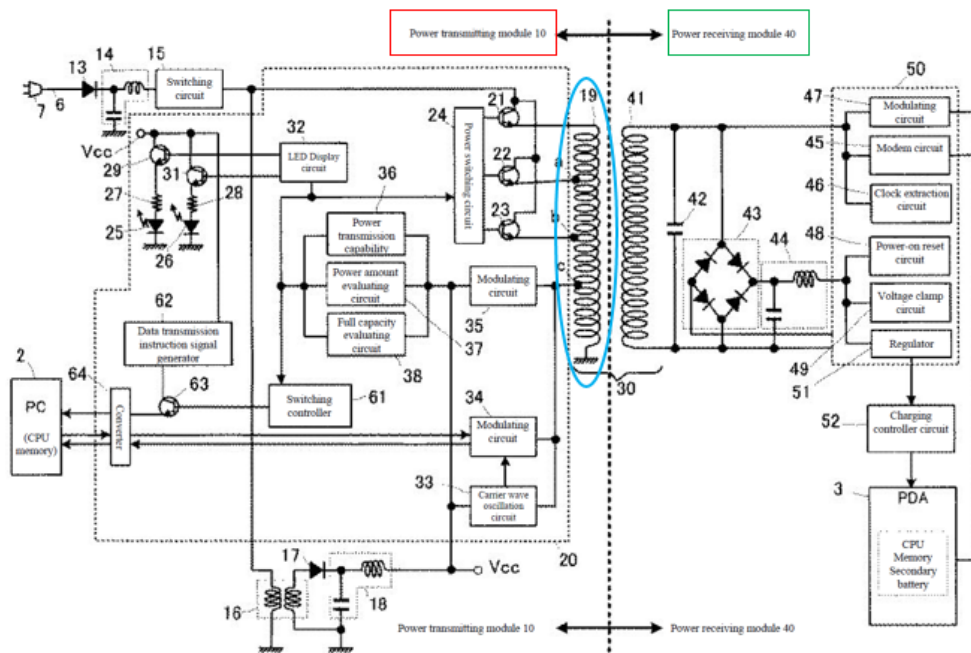 Power transmitting module 10
Power receiving module 40
13
14
15
Switching
circuit
7
6
Vcc
29
31
27
28
25
26
32
LED Display
circuit
24
Power switching circuit
21
22
23
19
a
b
c
41
30
36
Power
transmission
capability
Power amount
evaluating circuit
37
Full capacity
evaluating circuit
38
Modulating
circuit
35
62
Data transmission
instruction signal
generator
63
64
Converter
2
PC
(CPU
memory)
Switching
controller
61
34
Modulating
circuit
33
Carrier wave
oscillation
circuit
20
16
17
18
Vcc
42
43
44
50
47
Modulating
circuit
45
Modem circuit
46
Clock extraction
circuit
48
Power-on reset
circuit
Voltage clamp
circuit
49
Regulator
51
52
Charging
controller circuit
3
PDA
CPU
Memory
Secondary
battery
Power transmitting module 10
Power receiving module 40